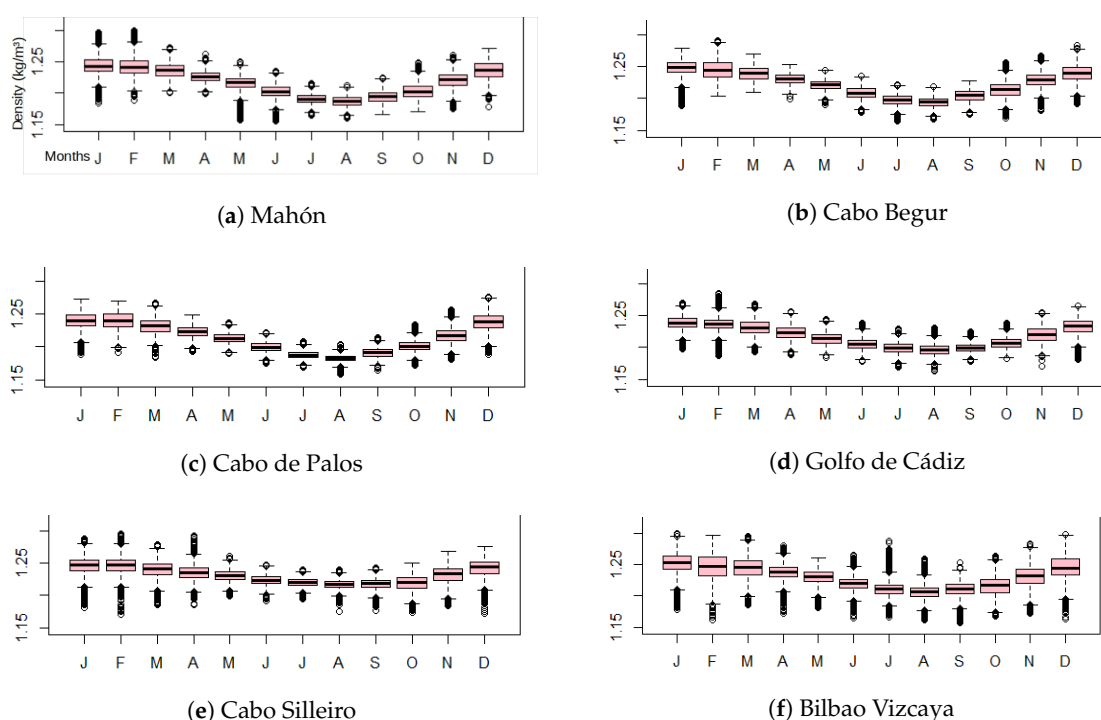 Density (kg/m³)
1.25
1.15
Months J F M A M J J A S O N D
(a) Mahón
1.25
1.15
J F M A M J J A S O N D
(b) Cabo Begur
1.25
1.15
J F M A M J J A S O N D
(c) Cabo de Palos
1.25
1.15
J F M A M J J A S O N D
(d) Golfo de Cádiz
1.25
1.15
J F M A M J J A S O N D
(e) Cabo Silleiro
1.25
1.15
J F M A M J J A S O N D
(f) Bilbao Vizcaya